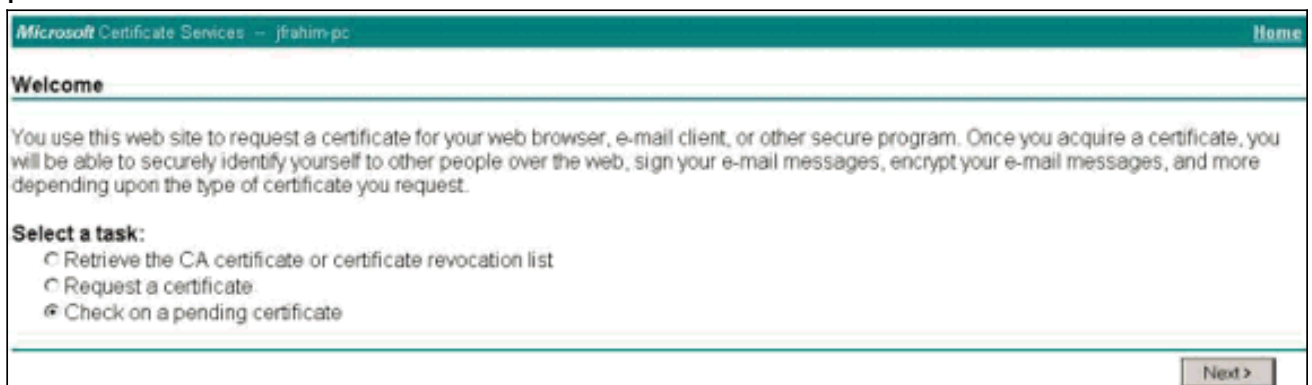 Microsoft Certificate Services -- jfrahim-pc Home
Welcome
You use this web site to request a certificate for your web browser, e-mail client, or other secure program. Once you acquire a certificate, you
will be able to securely identify yourself to other people over the web, sign your e-mail messages, encrypt your e-mail messages, and more
depending upon the type of certificate you request.
Select a task:
Retrieve the CA certificate or certificate revocation list
Request a certificate
Check on a pending certificate
Next >